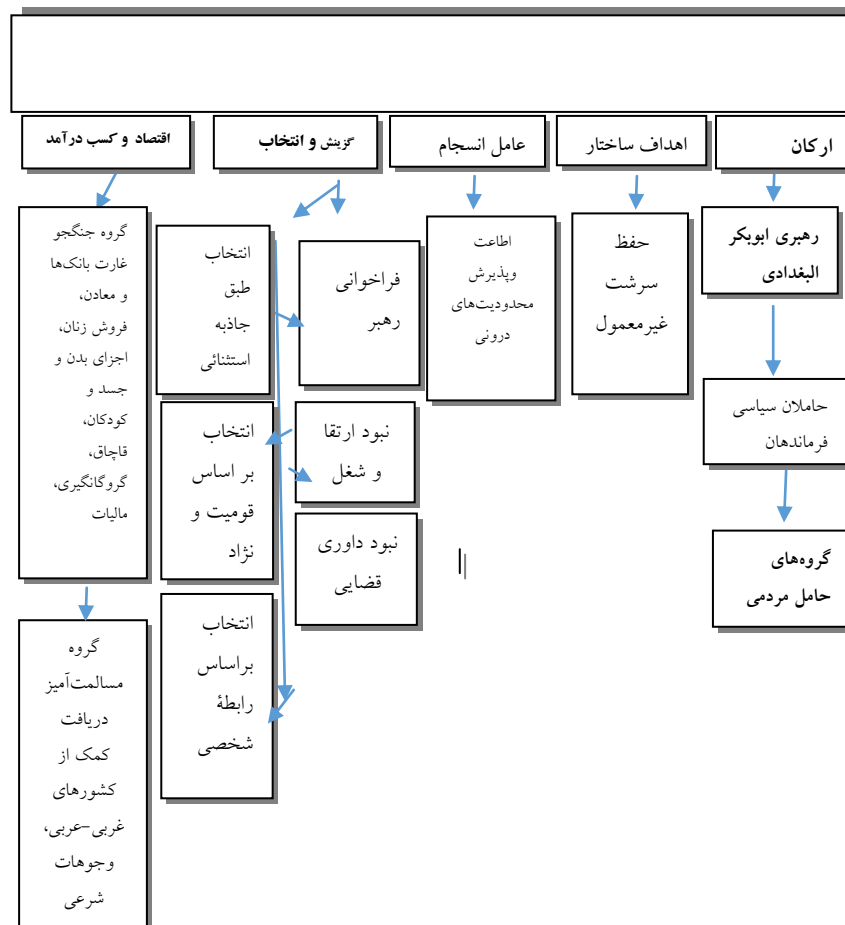 ارکان
اهداف ساختار
عامل انسجام
گزینش و انتخاب
اقتصاد و کسب درآمد
رهبری ابوبکر
البغدادی
حاملان سیاسی
فرماندهان
گروه‌های
حامل مردمی
حفظ
سرشت
غیرمعمول
اطاعت
وپذیرش
محدودیت‌های
درونی
فراخوانی
رهبر
نبود ارتقا
و شغل
نبود داوری
قضایی
انتخاب
طبق
جاذبه
استثنائی
انتخاب
بر اساس
قومیت و
نژاد
انتخاب
براساس
رابطهٔ
شخصی
گروه جنگجو
غارت بانک‌ها
و معادن،
فروش زنان،
اجزای بدن و
جسد و
کودکان،
قاچاق،
گروگانگیری،
مالیات
گروه
مسالمت‌آمیز
دریافت
کمک از
کشورهای
غربی-عربی،
وجوهات
شرعی